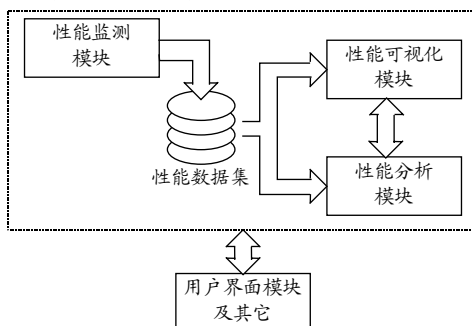 性能监测
模块
性能可视化
模块
性能数据集
性能分析
模块
用户界面模块
及其它